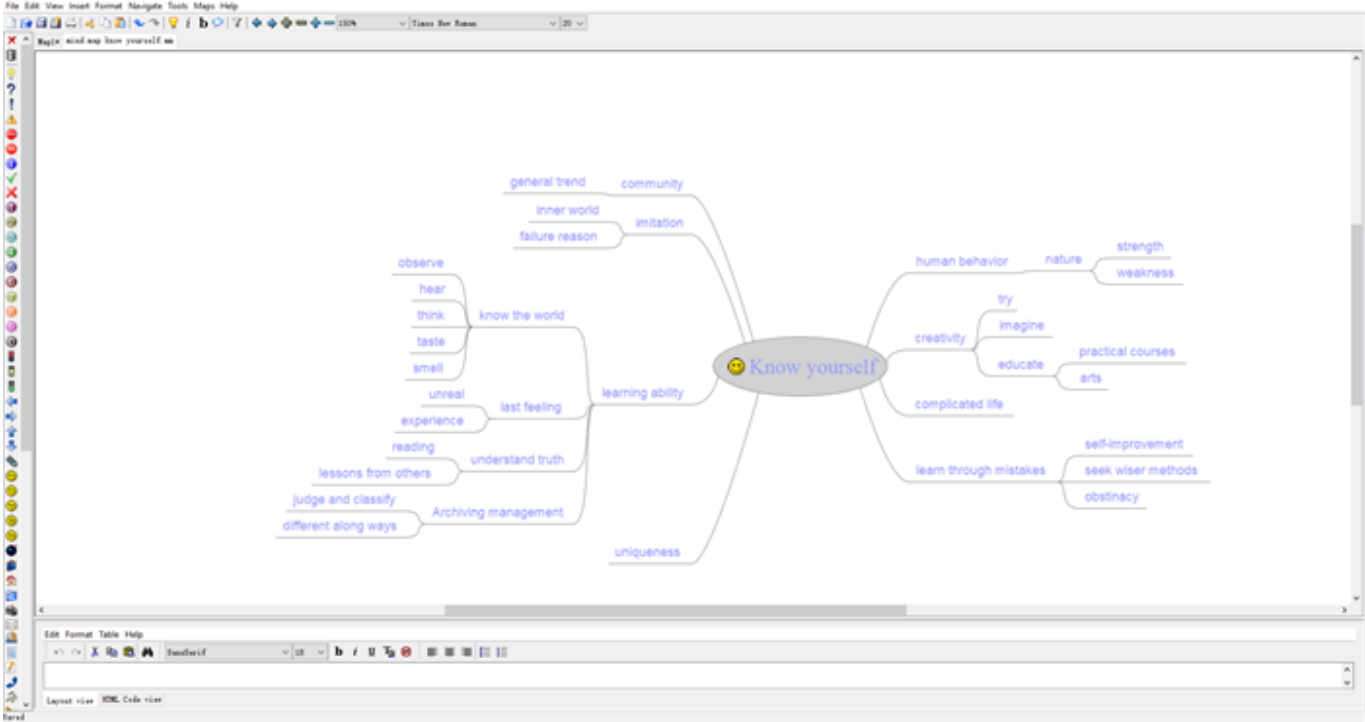 File Edit View Insert Format Navigate Tools Maps Help
150% Times New Roman 20
mind map know yourself mm
general trend
community
inner world
imitation
failure reason
observe
hear
think
know the world
taste
smell
unreal
last feeling
experience
learning ability
reading
understand truth
lessons from others
judge and classify
Archiving management
different along ways
uniqueness
Know yourself
human behavior
nature
strength
weakness
creativity
try
imagine
educate
practical courses
arts
complicated life
learn through mistakes
self-improvement
seek wiser methods
obstinacy
Edit Format Table Help
SansSerif 18
Layout view HTML Code view